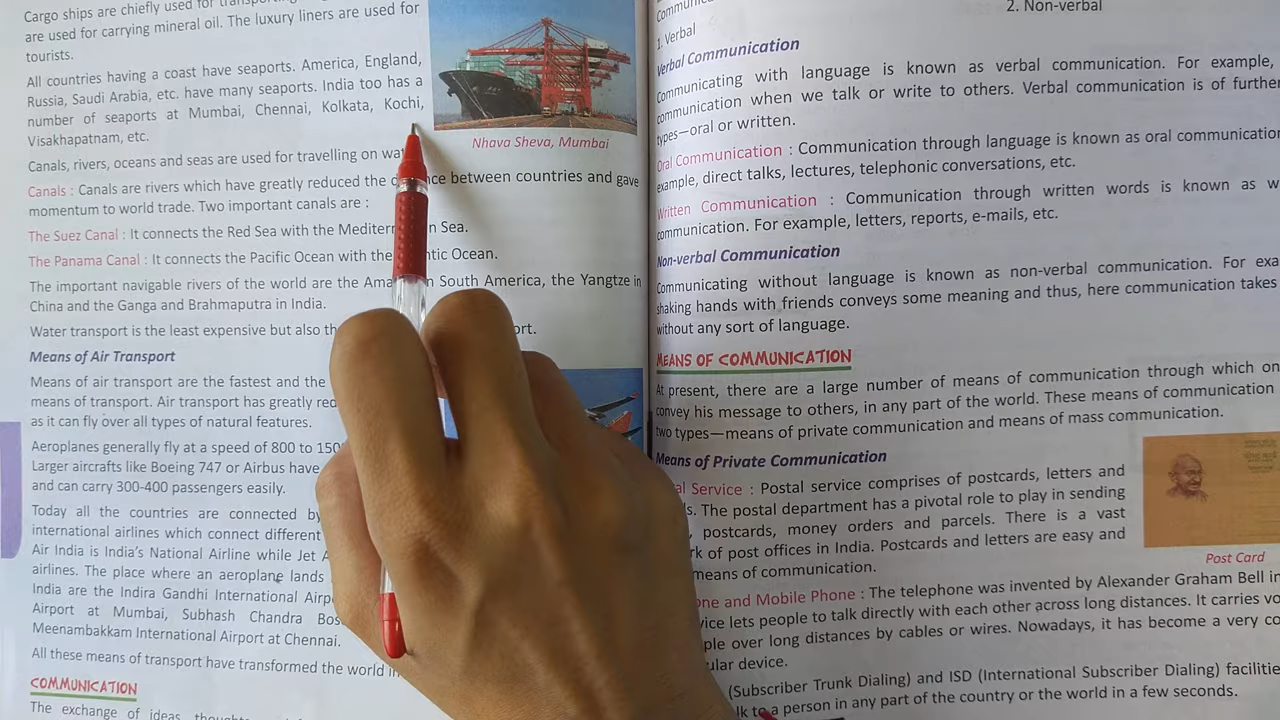 Cargo ships are chiefly used for
are used for carrying mineral oil. The luxury liners are used for
tourists.
All countries having a coast have seaports. America, England,
Russia, Saudi Arabia, etc. have many seaports. India too has a
number of seaports at Mumbai, Chennai, Kolkata, Kochi,
Visakhapatnam, etc.
Nhava Sheva, Mumbai
Canals, rivers, oceans and seas are used for travelling on
Canals : Canals are rivers which have greatly reduced the between countries and gave
momentum to world trade. Two important canals are :
The Suez Canal : It connects the Red Sea with the Sea.
The Panama Canal : It connects the Pacific Ocean with the Ocean.
The important navigable rivers of the world are the South America, the Yangtze in
China and the Ganga and Brahmaputra in India.
Water transport is the least expensive but also
Means of Air Transport
Means of air transport are the fastest and the
means of transport. Air transport has greatly
as it can fly over all types of natural features.
Aeroplanes generally fly at a speed of 800 to
Larger aircrafts like Boeing 747 or Airbus have
and can carry 300-400 passengers easily.
Today all the countries are connected by
international airlines which connect different
Air India is India's National Airline while Jet
airlines. The place where an aeroplane lands
India are the Indira Gandhi International
Airport at Mumbai, Subhash Chandra
Meenambakkam International Airport at Chennai.
All these means of transport have transformed the world
COMMUNICATION
The exchange of ideas,
1. Verbal
2. Non-verbal
Verbal Communication
Communicating with language is known as verbal communication. For example,
communication when we talk or write to others. Verbal communication is of
types—oral or written.
Oral Communication : Communication through language is known as oral
example, direct talks, lectures, telephonic conversations, etc.
Written Communication : Communication through written words is known as
communication. For example, letters, reports, e-mails, etc.
Non-verbal Communication
Communicating without language is known as non-verbal communication. For
shaking hands with friends conveys some meaning and thus, here communication takes
without any sort of language.
MEANS OF COMMUNICATION
At present, there are a large number of means of communication through which
convey his message to others, in any part of the world. These means of communication
two types—means of private communication and means of mass communication.
Means of Private Communication
Service : Postal service comprises of postcards, letters and
The postal department has a pivotal role to play in sending
postcards, money orders and parcels. There is a vast
of post offices in India. Postcards and letters are easy and
means of communication.
Post Card
and Mobile Phone : The telephone was invented by Alexander Graham Bell in
lets people to talk directly with each other across long distances. It carries
over long distances by cables or wires. Nowadays, it has become a very
device.
(Subscriber Trunk Dialing) and ISD (International Subscriber Dialing)
to a person in any part of the country or the world in a few seconds.